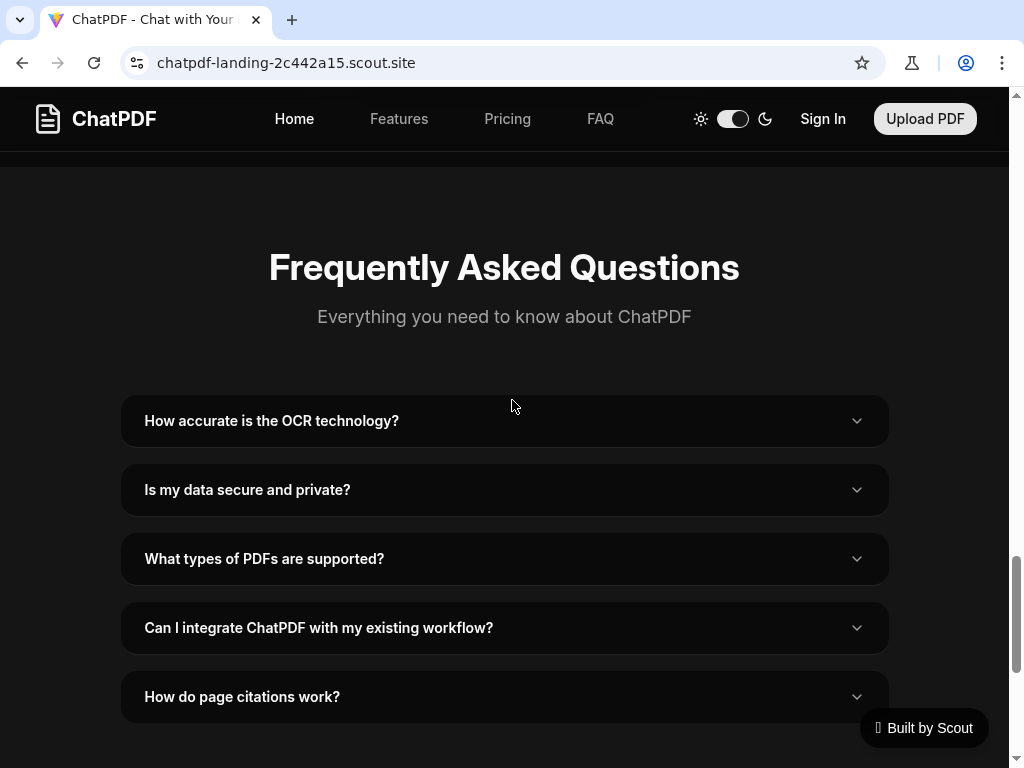 ChatPDF - Chat with Your
chatpdf-landing-2c442a15.scout.site
ChatPDF
Home
Features
Pricing
FAQ
Sign In
Upload PDF
Frequently Asked Questions
Everything you need to know about ChatPDF
How accurate is the OCR technology?
Is my data secure and private?
What types of PDFs are supported?
Can I integrate ChatPDF with my existing workflow?
How do page citations work?
Built by Scout